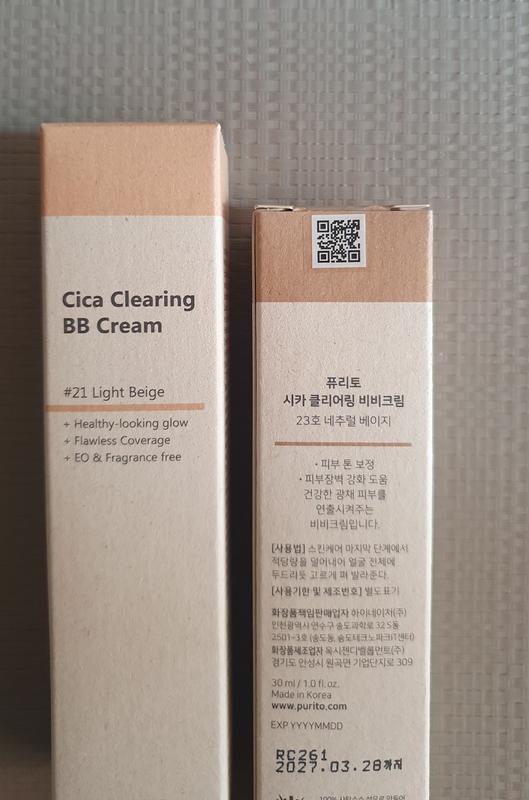 Cica Clearing
BB Cream
#21 Light Beige
+ Healthy-looking glow
+ Flawless Coverage
+ EO & Fragrance free
퓨리토
시카 클리어링 비비크림
23호 네추럴 베이지
• 피부 톤 보정
• 피부장벽 강화 도움
건강한 광채 피부를
연출시켜주는
비비크림입니다.
[사용법] 스킨케어 마지막 단계에서
적당량을 덜어내어 얼굴 전체에
두드리듯 고르게 펴 발라준다.
[사용기한 및 제조번호] 별도표기
화장품책임판매업자 하이네이처(주)
인천광역시 연수구 송도과학로 32 S동
2501-3호 (송도동, 송도테크노파크IT센터)
화장품제조업자 옥시젠디벨롭먼트(주)
경기도 안성시 원곡면 기업단지로 309
30 ml / 1.0 fl. oz.
Made in Korea
www.purito.com
EXP YYYYMMDD
RC261
2027.03.28까지